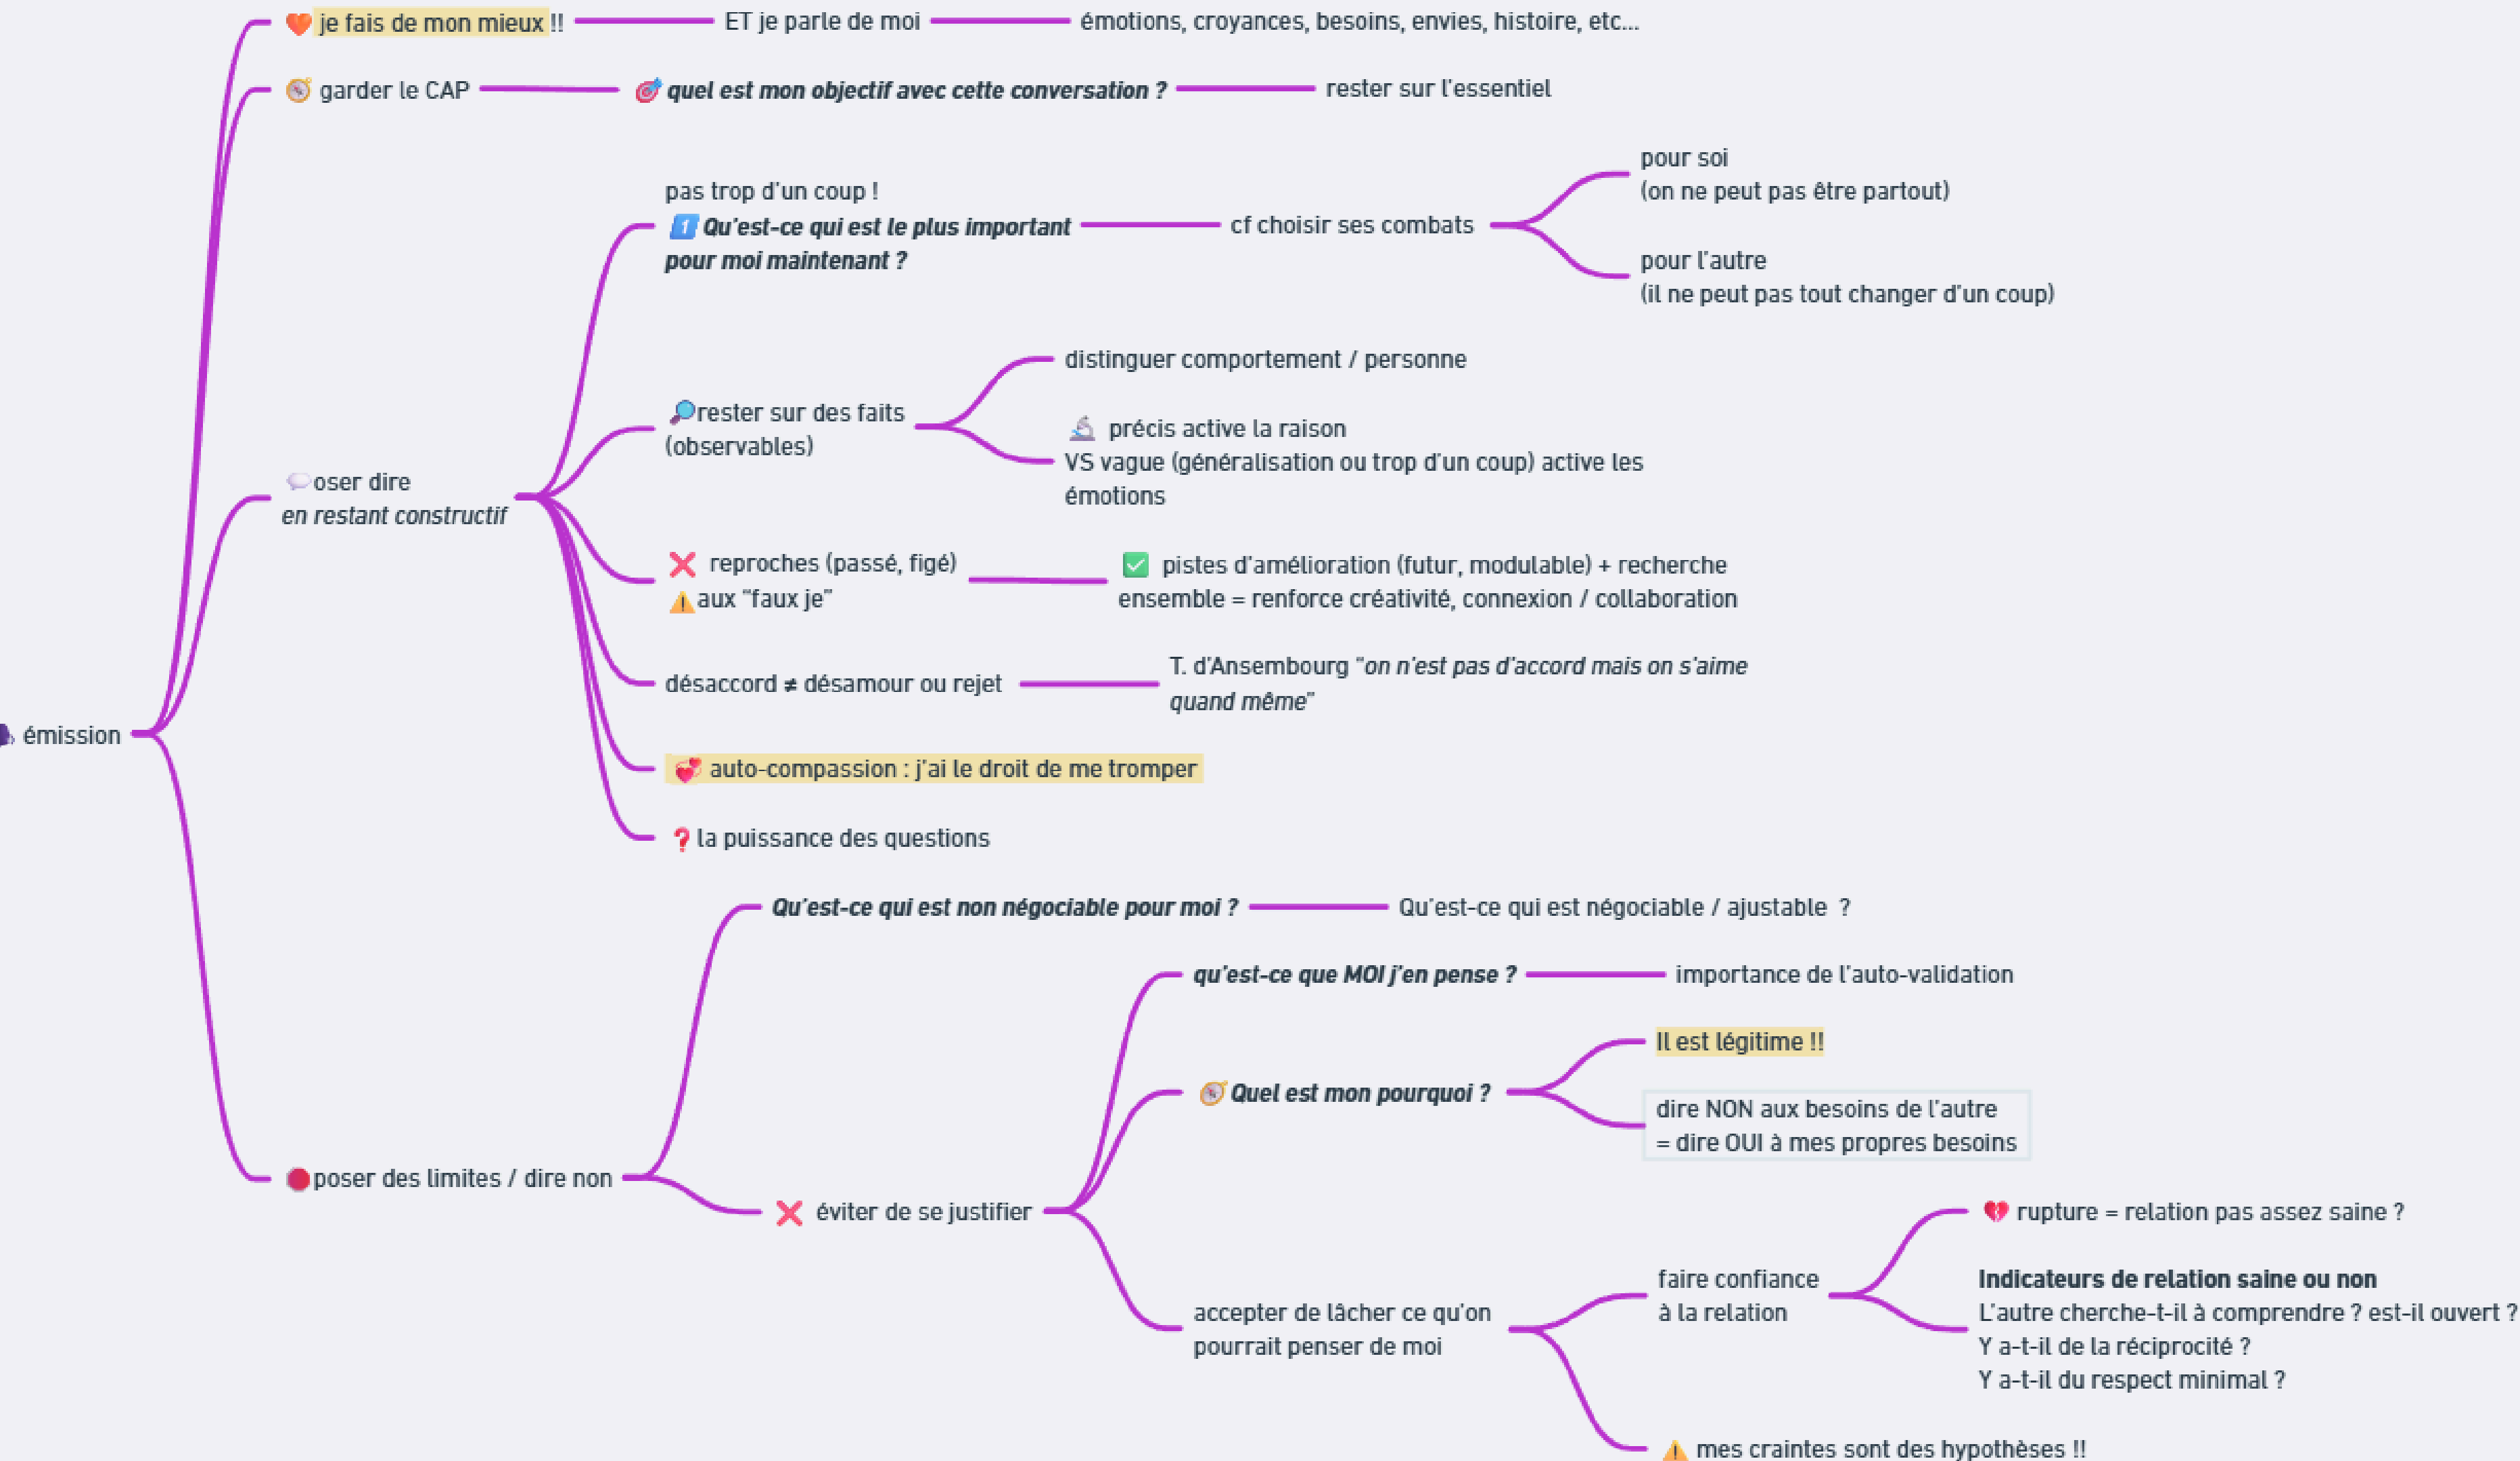 ❤️ je fais de mon mieux !!
ET je parle de moi
émotions, croyances, besoins, envies, histoire, etc...
🧭 garder le CAP
🎯 quel est mon objectif avec cette conversation ?
rester sur l'essentiel
pas trop d'un coup !
1️⃣ Qu'est-ce qui est le plus important
pour moi maintenant ?
cf choisir ses combats
pour soi
(on ne peut pas être partout)
pour l'autre
(il ne peut pas tout changer d'un coup)
💬oser dire
en restant constructif
🔎rester sur des faits
(observables)
distinguer comportement / personne
🔬 précis active la raison
VS vague (généralisation ou trop d'un coup) active les
émotions
❌ reproches (passé, figé)
⚠️aux “faux je”
✅ pistes d'amélioration (futur, modulable) + recherche
ensemble = renforce créativité, connexion / collaboration
désaccord ≠ désamour ou rejet
T. d'Ansembourg “on n'est pas d'accord mais on s'aime
quand même”
émission
💞 auto-compassion : j'ai le droit de me tromper
❓la puissance des questions
🛑poser des limites / dire non
Qu'est-ce qui est non négociable pour moi ?
Qu'est-ce qui est négociable / ajustable ?
❌ éviter de se justifier
qu'est-ce que MOI j'en pense ?
importance de l'auto-validation
🧭 Quel est mon pourquoi ?
Il est légitime !!
dire NON aux besoins de l'autre
= dire OUI à mes propres besoins
accepter de lâcher ce qu'on
pourrait penser de moi
faire confiance
à la relation
💔 rupture = relation pas assez saine ?
Indicateurs de relation saine ou non
L'autre cherche-t-il à comprendre ? est-il ouvert ?
Y a-t-il de la réciprocité ?
Y a-t-il du respect minimal ?
⚠️ mes craintes sont des hypothèses !!